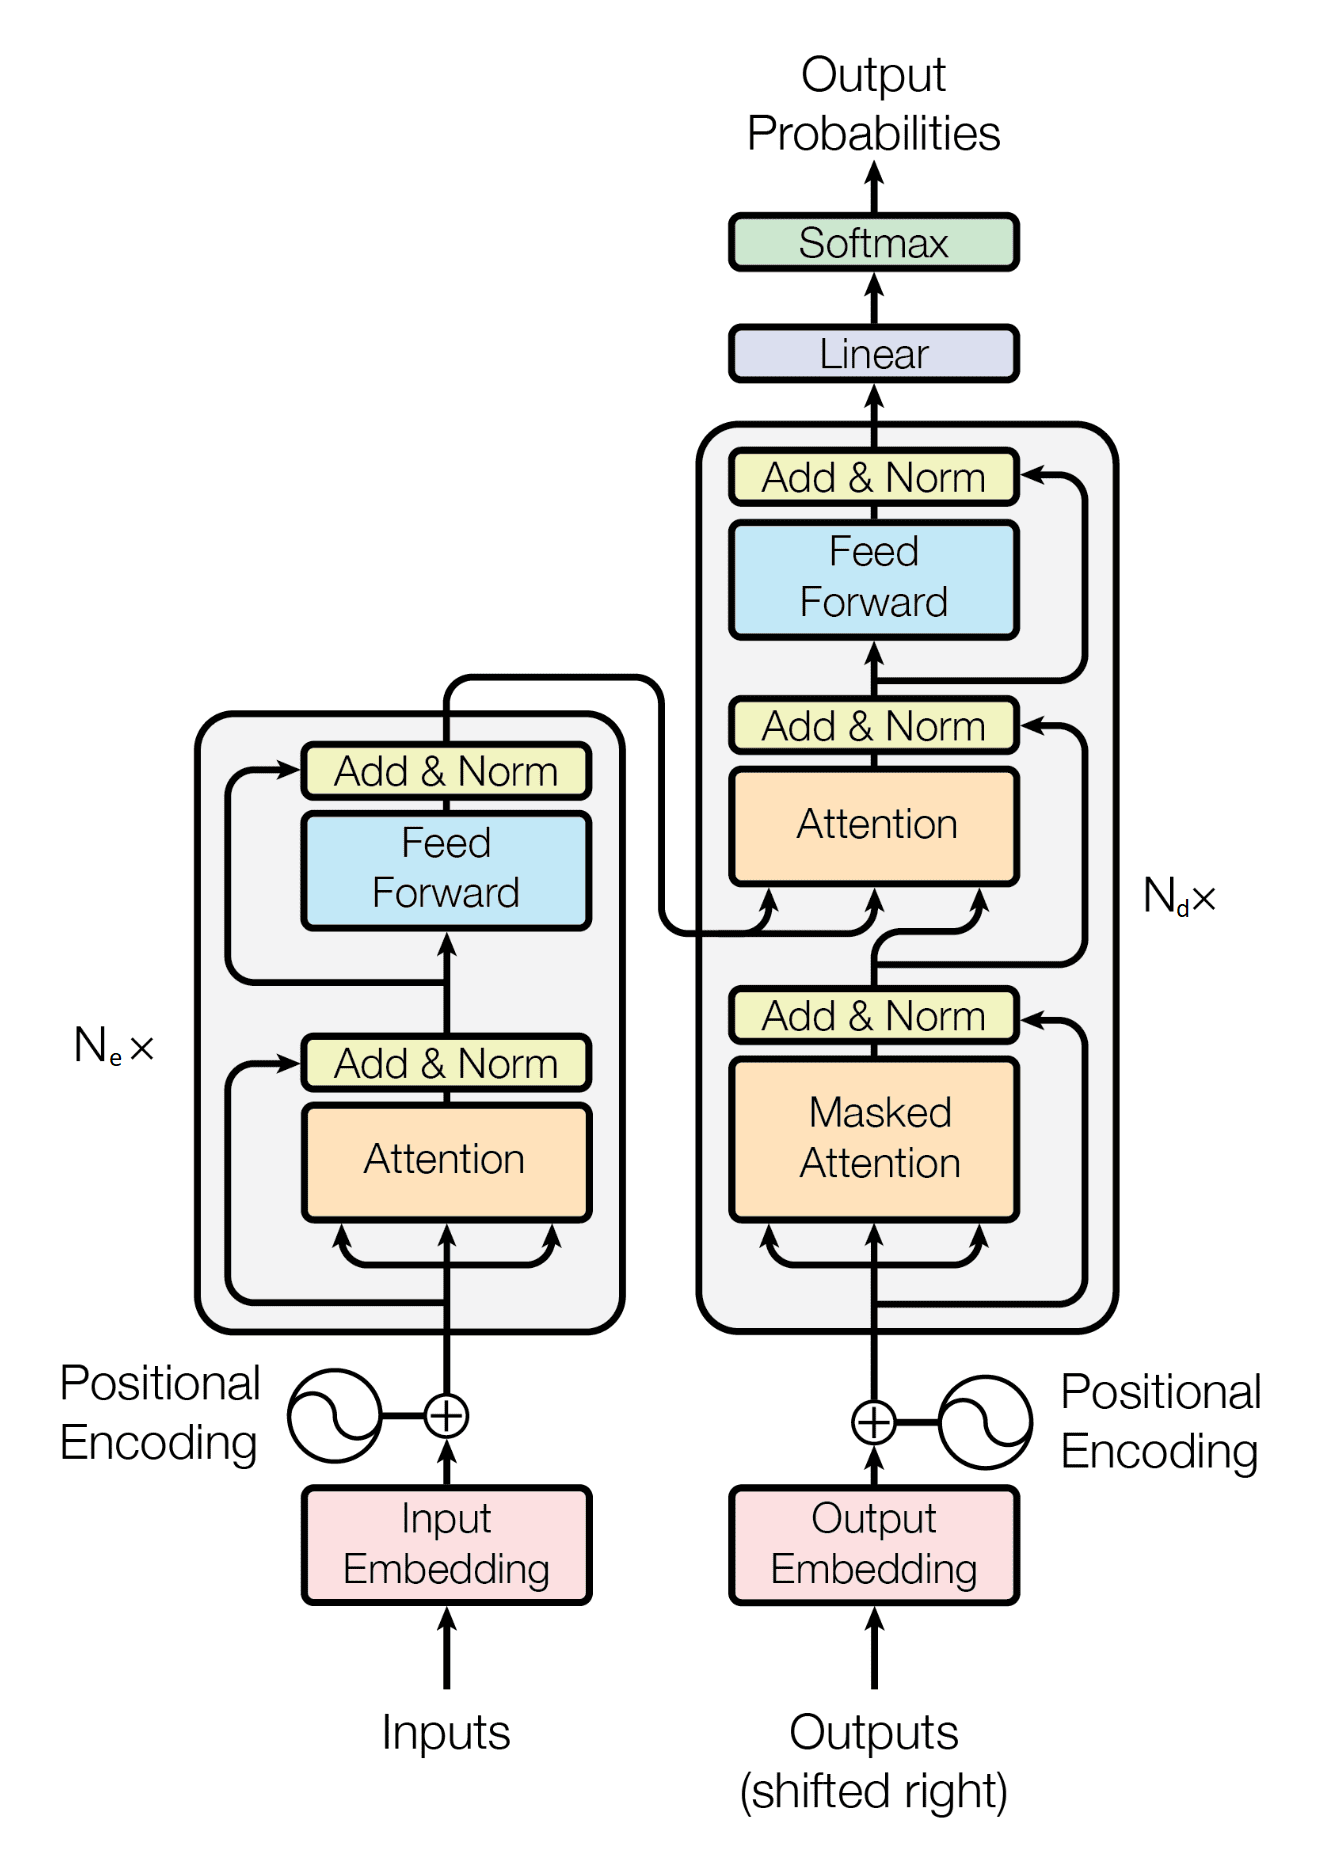 Output
Probabilities
Softmax
Linear
Add & Norm
Feed
Forward
Add & Norm
Attention
Nd×
Add & Norm
Masked
Attention
Add & Norm
Feed
Forward
Ne×
Add & Norm
Attention
Positional
Encoding
Positional
Encoding
Input
Embedding
Output
Embedding
Inputs
Outputs
(shifted right)